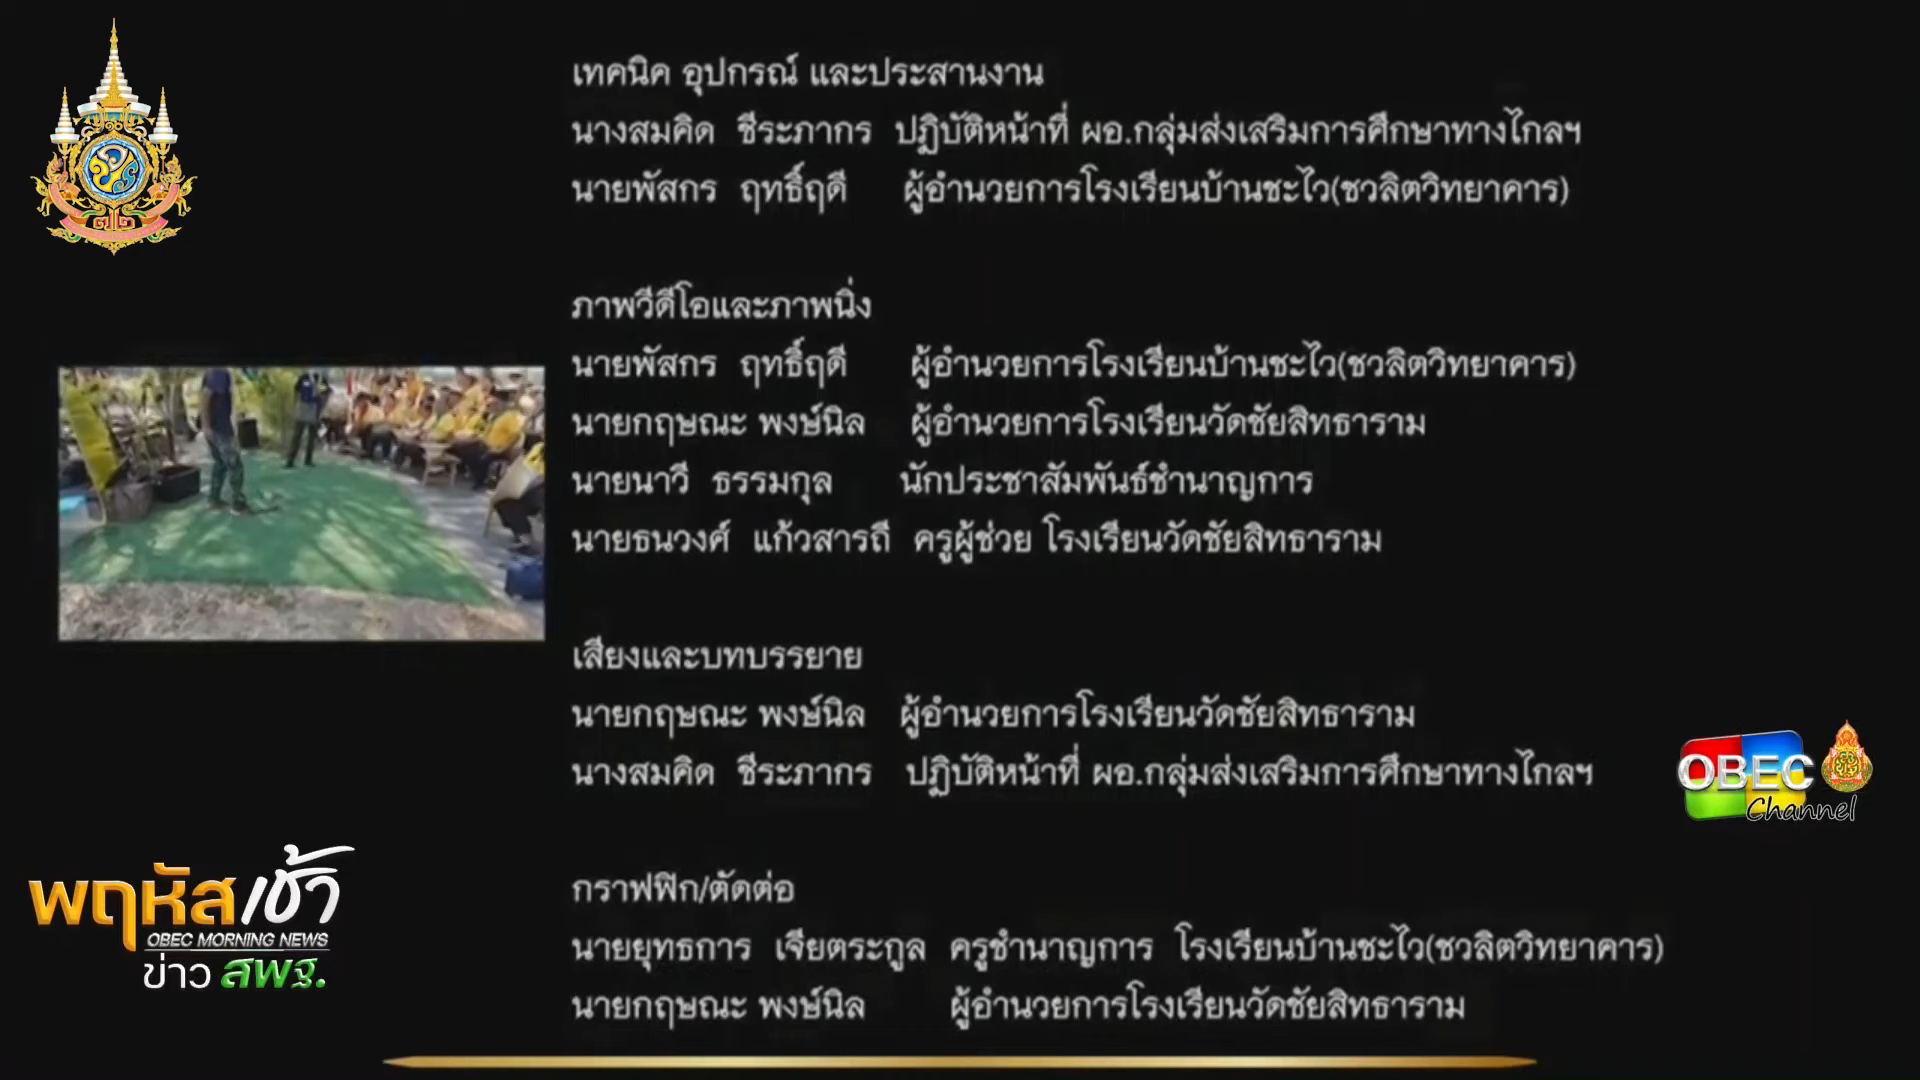 เทคนิค อุปกรณ์ และประสานงาน
นางสมคิด ชีระภากร ปฏิบัติหน้าที่ ผอ.กลุ่มส่งเสริมการศึกษาทางไกลฯ
นายพัสกร ฤทธิ์ฤดี ผู้อำนวยการโรงเรียนบ้านชะไว(ชวลิตวิทยาคาร)
ภาพวีดีโอและภาพนิ่ง
นายพัสกร ฤทธิ์ฤดี ผู้อำนวยการโรงเรียนบ้านชะไว(ชวลิตวิทยาคาร)
นายกฤษณะ พงษ์นิล ผู้อำนวยการโรงเรียนวัดชัยสิทธาราม
นายนาวี ธรรมกุล นักประชาสัมพันธ์ชำนาญการ
นายธนวงศ์ แก้วสารถี ครูผู้ช่วย โรงเรียนวัดชัยสิทธาราม
เสียงและบทบรรยาย
นายกฤษณะ พงษ์นิล ผู้อำนวยการโรงเรียนวัดชัยสิทธาราม
นางสมคิด ชีระภากร ปฏิบัติหน้าที่ ผอ.กลุ่มส่งเสริมการศึกษาทางไกลฯ
กราฟฟิก/ตัดต่อ
นายยุทธการ เจียตระกูล ครูชำนาญการ โรงเรียนบ้านชะไว(ชวลิตวิทยาคาร)
นายกฤษณะ พงษ์นิล ผู้อำนวยการโรงเรียนวัดชัยสิทธาราม
๗๒
OBEC
Channel
พฤหัสเช้า
OBEC MORNING NEWS
ข่าว สพฐ.